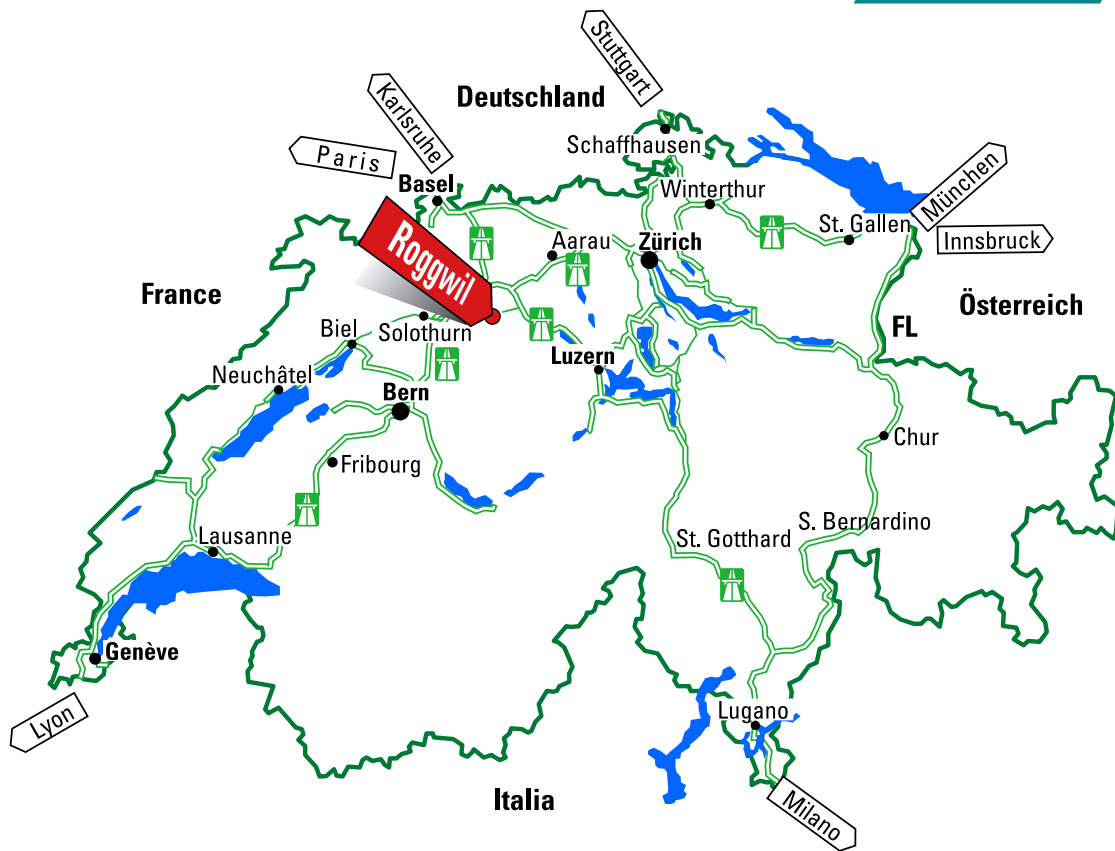 Stuttgart
Deutschland
Karlsruhe
Schaffhausen
Paris
Basel
Winterthur
München
St. Gallen
Innsbruck
Roggwil
Aarau
Zürich
France
Österreich
Solothurn
Biel
FL
Luzern
Neuchâtel
Bern
Chur
Fribourg
S. Bernardino
Lausanne
St. Gotthard
Genève
Lyon
Lugano
Italia
Milano